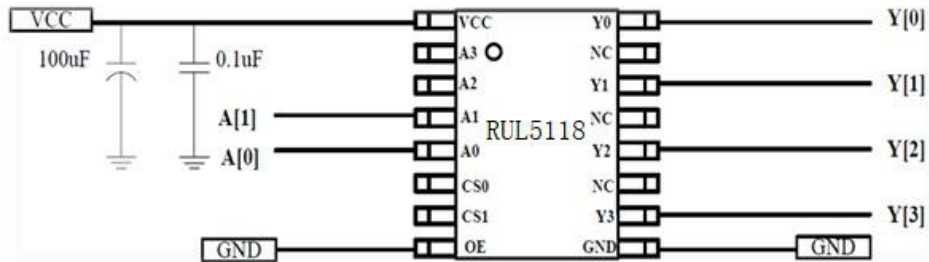 VCC VCC Y0 Y[0]
100uF 0.1uF A3 NC
A2 Y1 Y[1]
A[1] A1 NC
RUL5118
A[0] A0 Y2 Y[2]
CS0 NC
CS1 Y3 Y[3]
GND OE GND GND